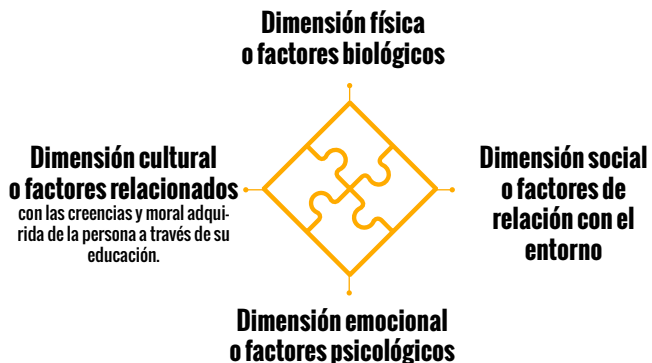 Dimensión física
o factores biológicos
Dimensión cultural
o factores relacionados
con las creencias y moral adqui-
rida de la persona a través de su
educación.
Dimensión social
o factores de
relación con el
entorno
Dimensión emocional
o factores psicológicos